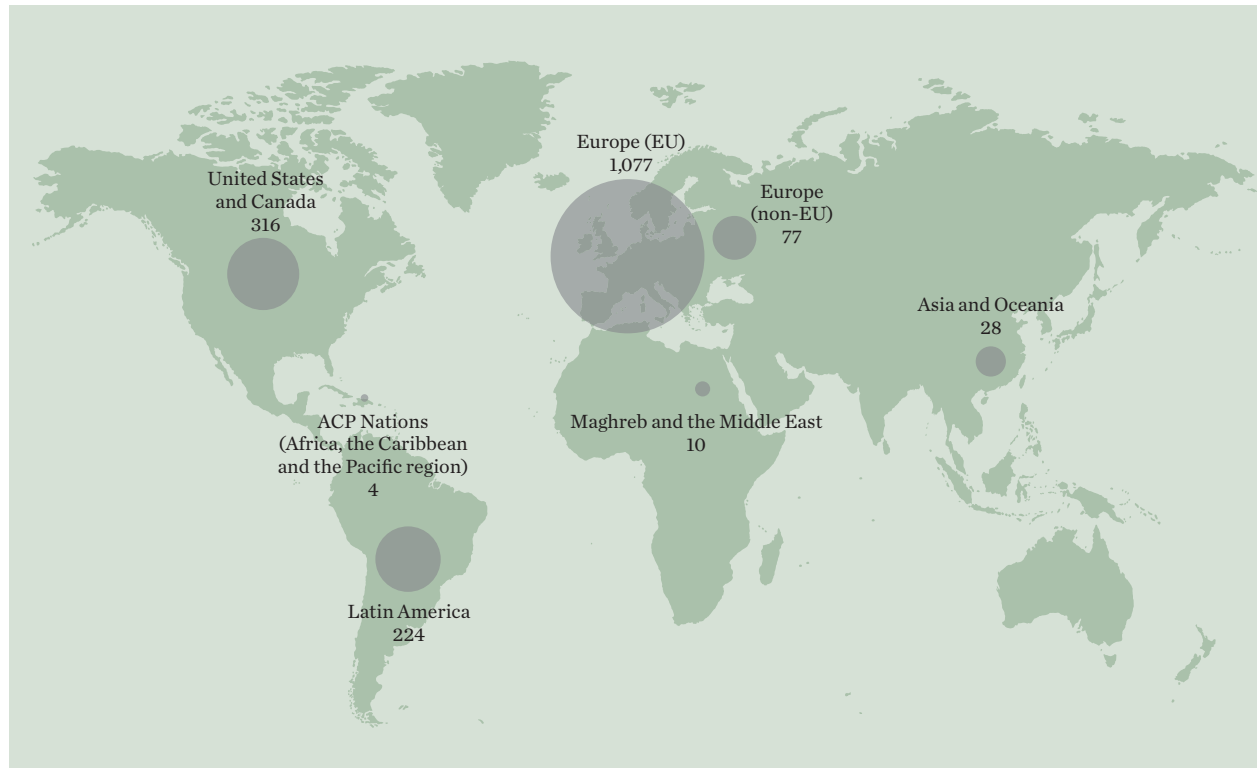 Europe (EU)
1,077
United States
and Canada
316
Europe
(non-EU)
77
Asia and Oceania
28
ACP Nations
(Africa, the Caribbean
and the Pacific region)
4
Maghreb and the Middle East
10
Latin America
224